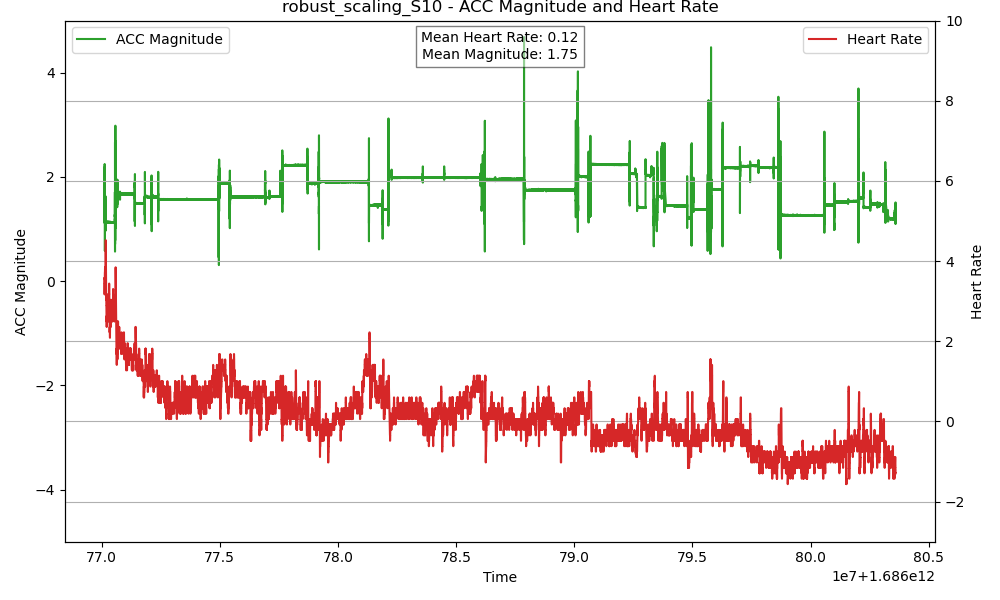 robust_scaling_S10 - ACC Magnitude and Heart Rate
ACC Magnitude
Mean Heart Rate: 0.12
Mean Magnitude: 1.75
Heart Rate
4
2
0
−2
−4
ACC Magnitude
10
8
6
4
2
0
−2
Heart Rate
77.0 77.5 78.0 78.5 79.0 79.5 80.0 80.5
Time
1e7+1.686e12